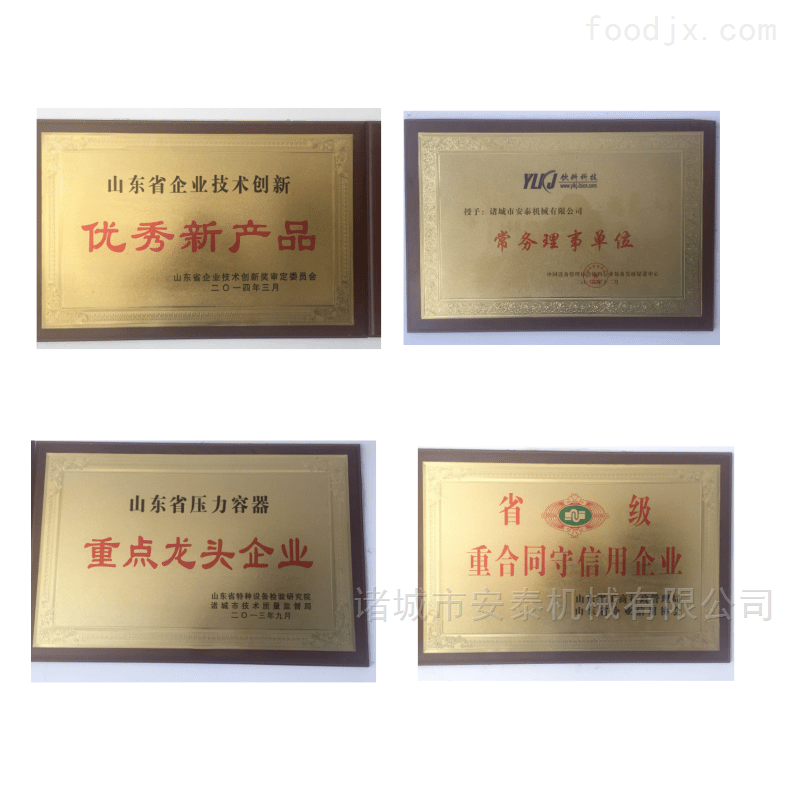 foodjx.com
山东省企业技术创新
优秀新产品
山东省企业技术创新奖审定委员会
二〇一四年三月
YLKJ 饮料科技
授予：诸城市安泰机械有限公司
常务理事单位
山东省压力容器
重点龙头企业
山东省特种设备检验研究院
诸城市技术质量监督局
二〇一三年九月
省 级
重合同守信用企业
诸城市安泰机械有限公司